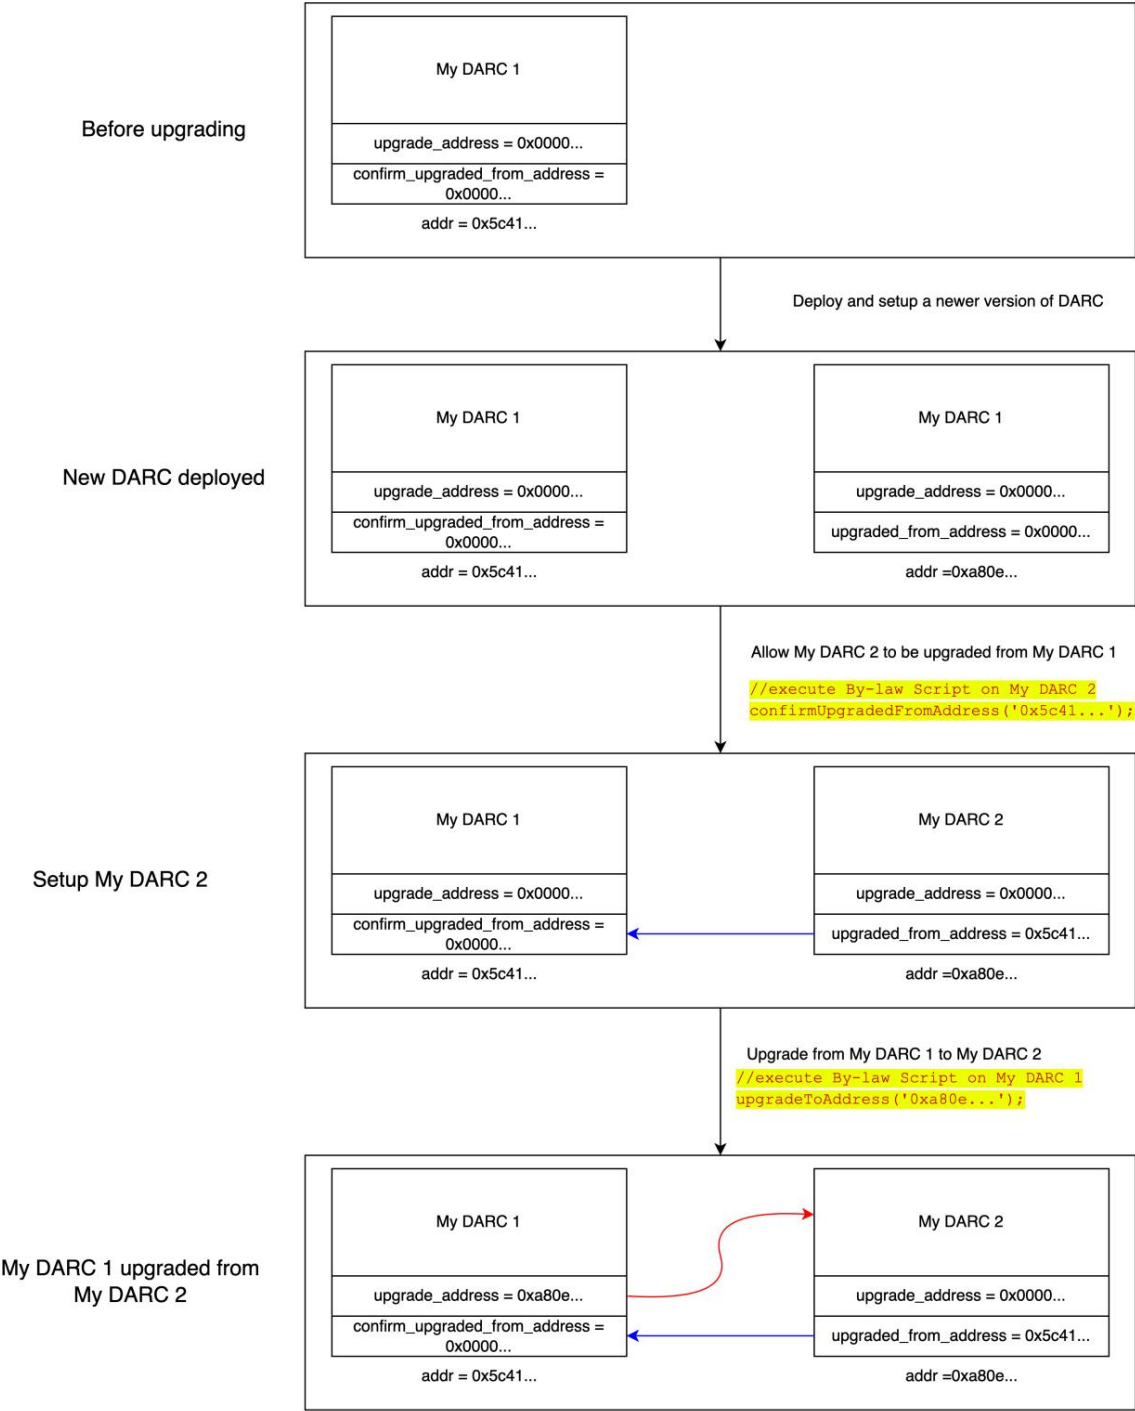 My DARC 1
Before upgrading
upgrade_address = 0x0000...
confirm_upgraded_from_address =
0x0000...
addr = 0x5c41...
Deploy and setup a newer version of DARC
My DARC 1
My DARC 1
New DARC deployed
upgrade_address = 0x0000...
upgrade_address = 0x0000...
confirm_upgraded_from_address =
0x0000...
upgraded_from_address = 0x0000...
addr = 0x5c41...
addr =0xa80e...
Allow My DARC 2 to be upgraded from My DARC 1
//execute By-law Script on My DARC 2
confirmUpgradedFromAddress('0x5c41...');
My DARC 1
My DARC 2
Setup My DARC 2
upgrade_address = 0x0000...
upgrade_address = 0x0000...
confirm_upgraded_from_address =
0x0000...
upgraded_from_address = 0x5c41...
addr = 0x5c41...
addr =0xa80e...
Upgrade from My DARC 1 to My DARC 2
//execute By-law Script on My DARC 1
upgradeToAddress('0xa80e...');
My DARC 1
My DARC 2
My DARC 1 upgraded from
My DARC 2
upgrade_address = 0xa80e...
upgrade_address = 0x0000...
confirm_upgraded_from_address =
0x0000...
upgraded_from_address = 0x5c41...
addr = 0x5c41...
addr =0xa80e...